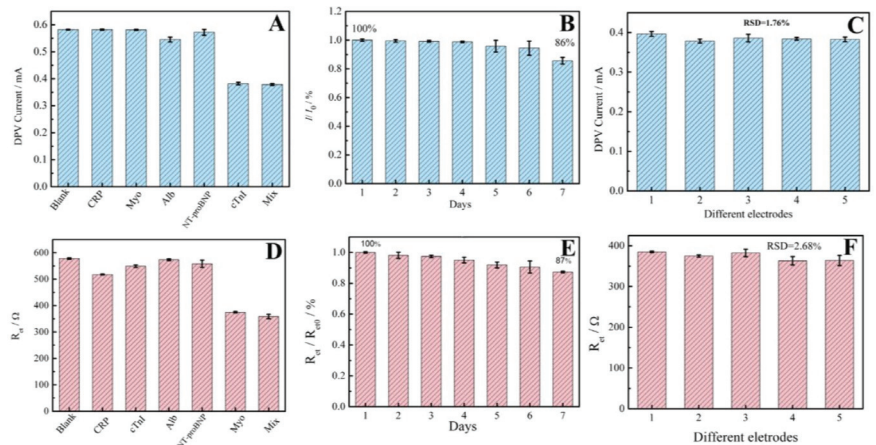 A
DPV Current / mA
0.6
0.5
0.4
0.3
0.2
0.1
0.0
Blank
CRP
Myo
Alb
NT-proBNP
cTnI
Mix
B
I/ I0 / %
1.2
1.0
0.8
0.6
0.4
0.2
0.0
100%
86%
1 2 3 4 5 6 7
Days
C
RSD=1.76%
DPV Current / mA
0.4
0.3
0.2
0.1
0.0
1 2 3 4 5
Different electrodes
D
Ret / Ω
600
500
400
300
200
100
0
Blank
CRP
cTnI
Alb
NT-proBNP
Myo
Mix
E
Ret / Ret0 / %
1.0
0.8
0.6
0.4
0.2
0.0
100%
87%
1 2 3 4 5 6 7
Days
F
RSD=2.68%
Ret / Ω
400
300
200
100
0
1 2 3 4 5
Different eletrodes